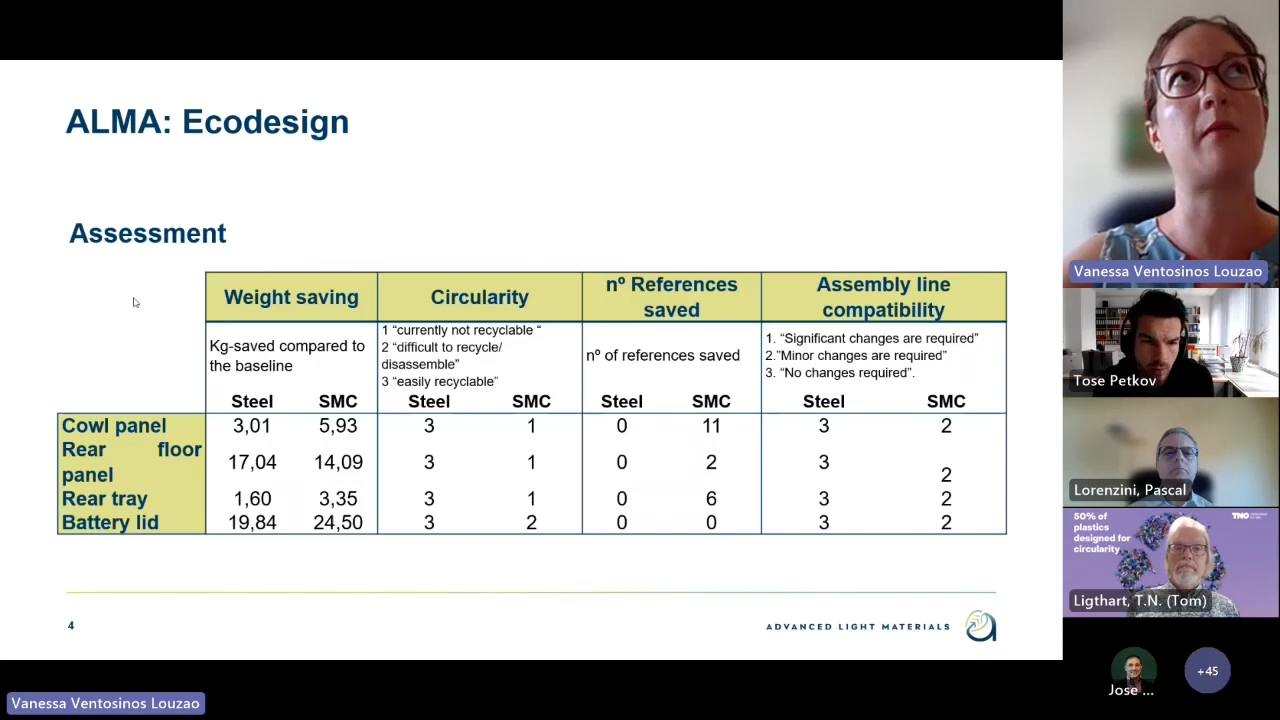 ALMA: Ecodesign
Assessment
Weight saving
Circularity
nº References
saved
Assembly line
compatibility
Kg-saved compared to
the baseline
1 “currently not recyclable “
2 “difficult to recycle/
disassemble”
3 “easily recyclable”
nº of references saved
1. “Significant changes are required”
2.”Minor changes are required”
3. “No changes required”.
Steel SMC Steel SMC Steel SMC Steel SMC
Cowl panel 3,01 5,93 3 1 0 11 3 2
Rear floor
panel 17,04 14,09 3 1 0 2 3 2
Rear tray 1,60 3,35 3 1 0 6 3 2
Battery lid 19,84 24,50 3 2 0 0 3 2
4
ADVANCED LIGHT MATERIALS
Vanessa Ventosinos Louzao
Vanessa Ventosinos Louzao
Tose Petkov
Lorenzini, Pascal
50% of
plastics
designed for
circularity
TNO
Ligthart, T.N. (Tom)
Jose ...
+45